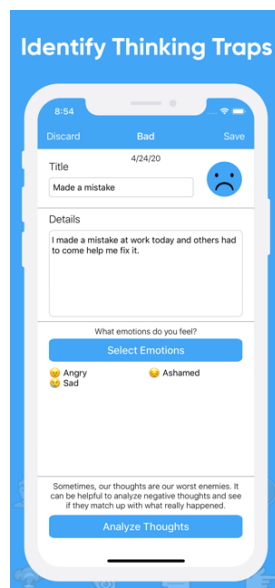 Identify Thinking Traps
8:54
Discard Bad Save
4/24/20
Title
Made a mistake
Details
I made a mistake at work today and others had
to come help me fix it.
What emotions do you feel?
Select Emotions
Angry Ashamed
Sad
Sometimes, our thoughts are our worst enemies. It
can be helpful to analyze negative thoughts and see
if they match up with what really happened.
Analyze Thoughts